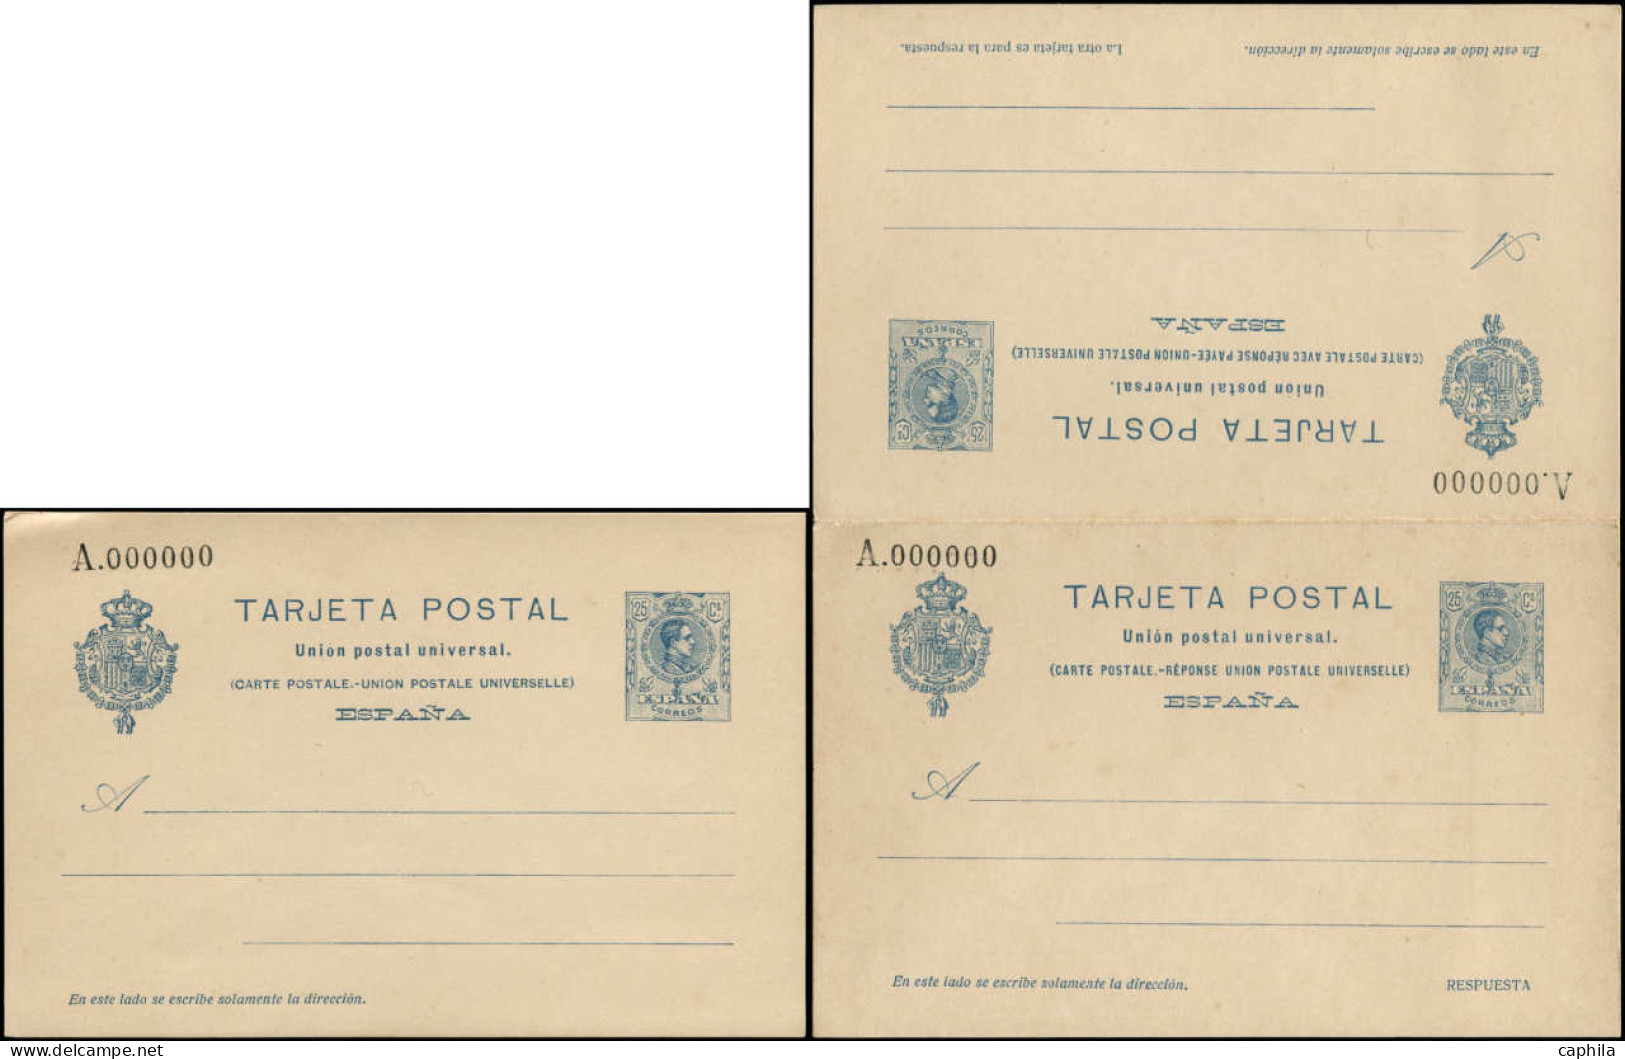 A.000000
TARJETA POSTAL
Unión postal universal.
(CARTE POSTALE.-UNION POSTALE UNIVERSELLE)
ESPAÑA
25 Cs
ESPAÑA
CORREOS
A
En este lado se escribe solamente la dirección.
A.000000
TARJETA POSTAL
Unión postal universal.
(CARTE POSTALE AVEC RÉPONSE PAYÉE-UNION POSTALE UNIVERSELLE)
ESPAÑA
25 Cs
ESPAÑA
CORREOS
A
En este lado se escribe solamente la dirección.
La otra tarjeta es para la respuesta.
A.000000
TARJETA POSTAL
Unión postal universal.
(CARTE POSTALE.-RÉPONSE UNION POSTALE UNIVERSELLE)
ESPAÑA
25 Cs
ESPAÑA
CORREOS
A
En este lado se escribe solamente la dirección.
RESPUESTA
delcampe.net
caphila